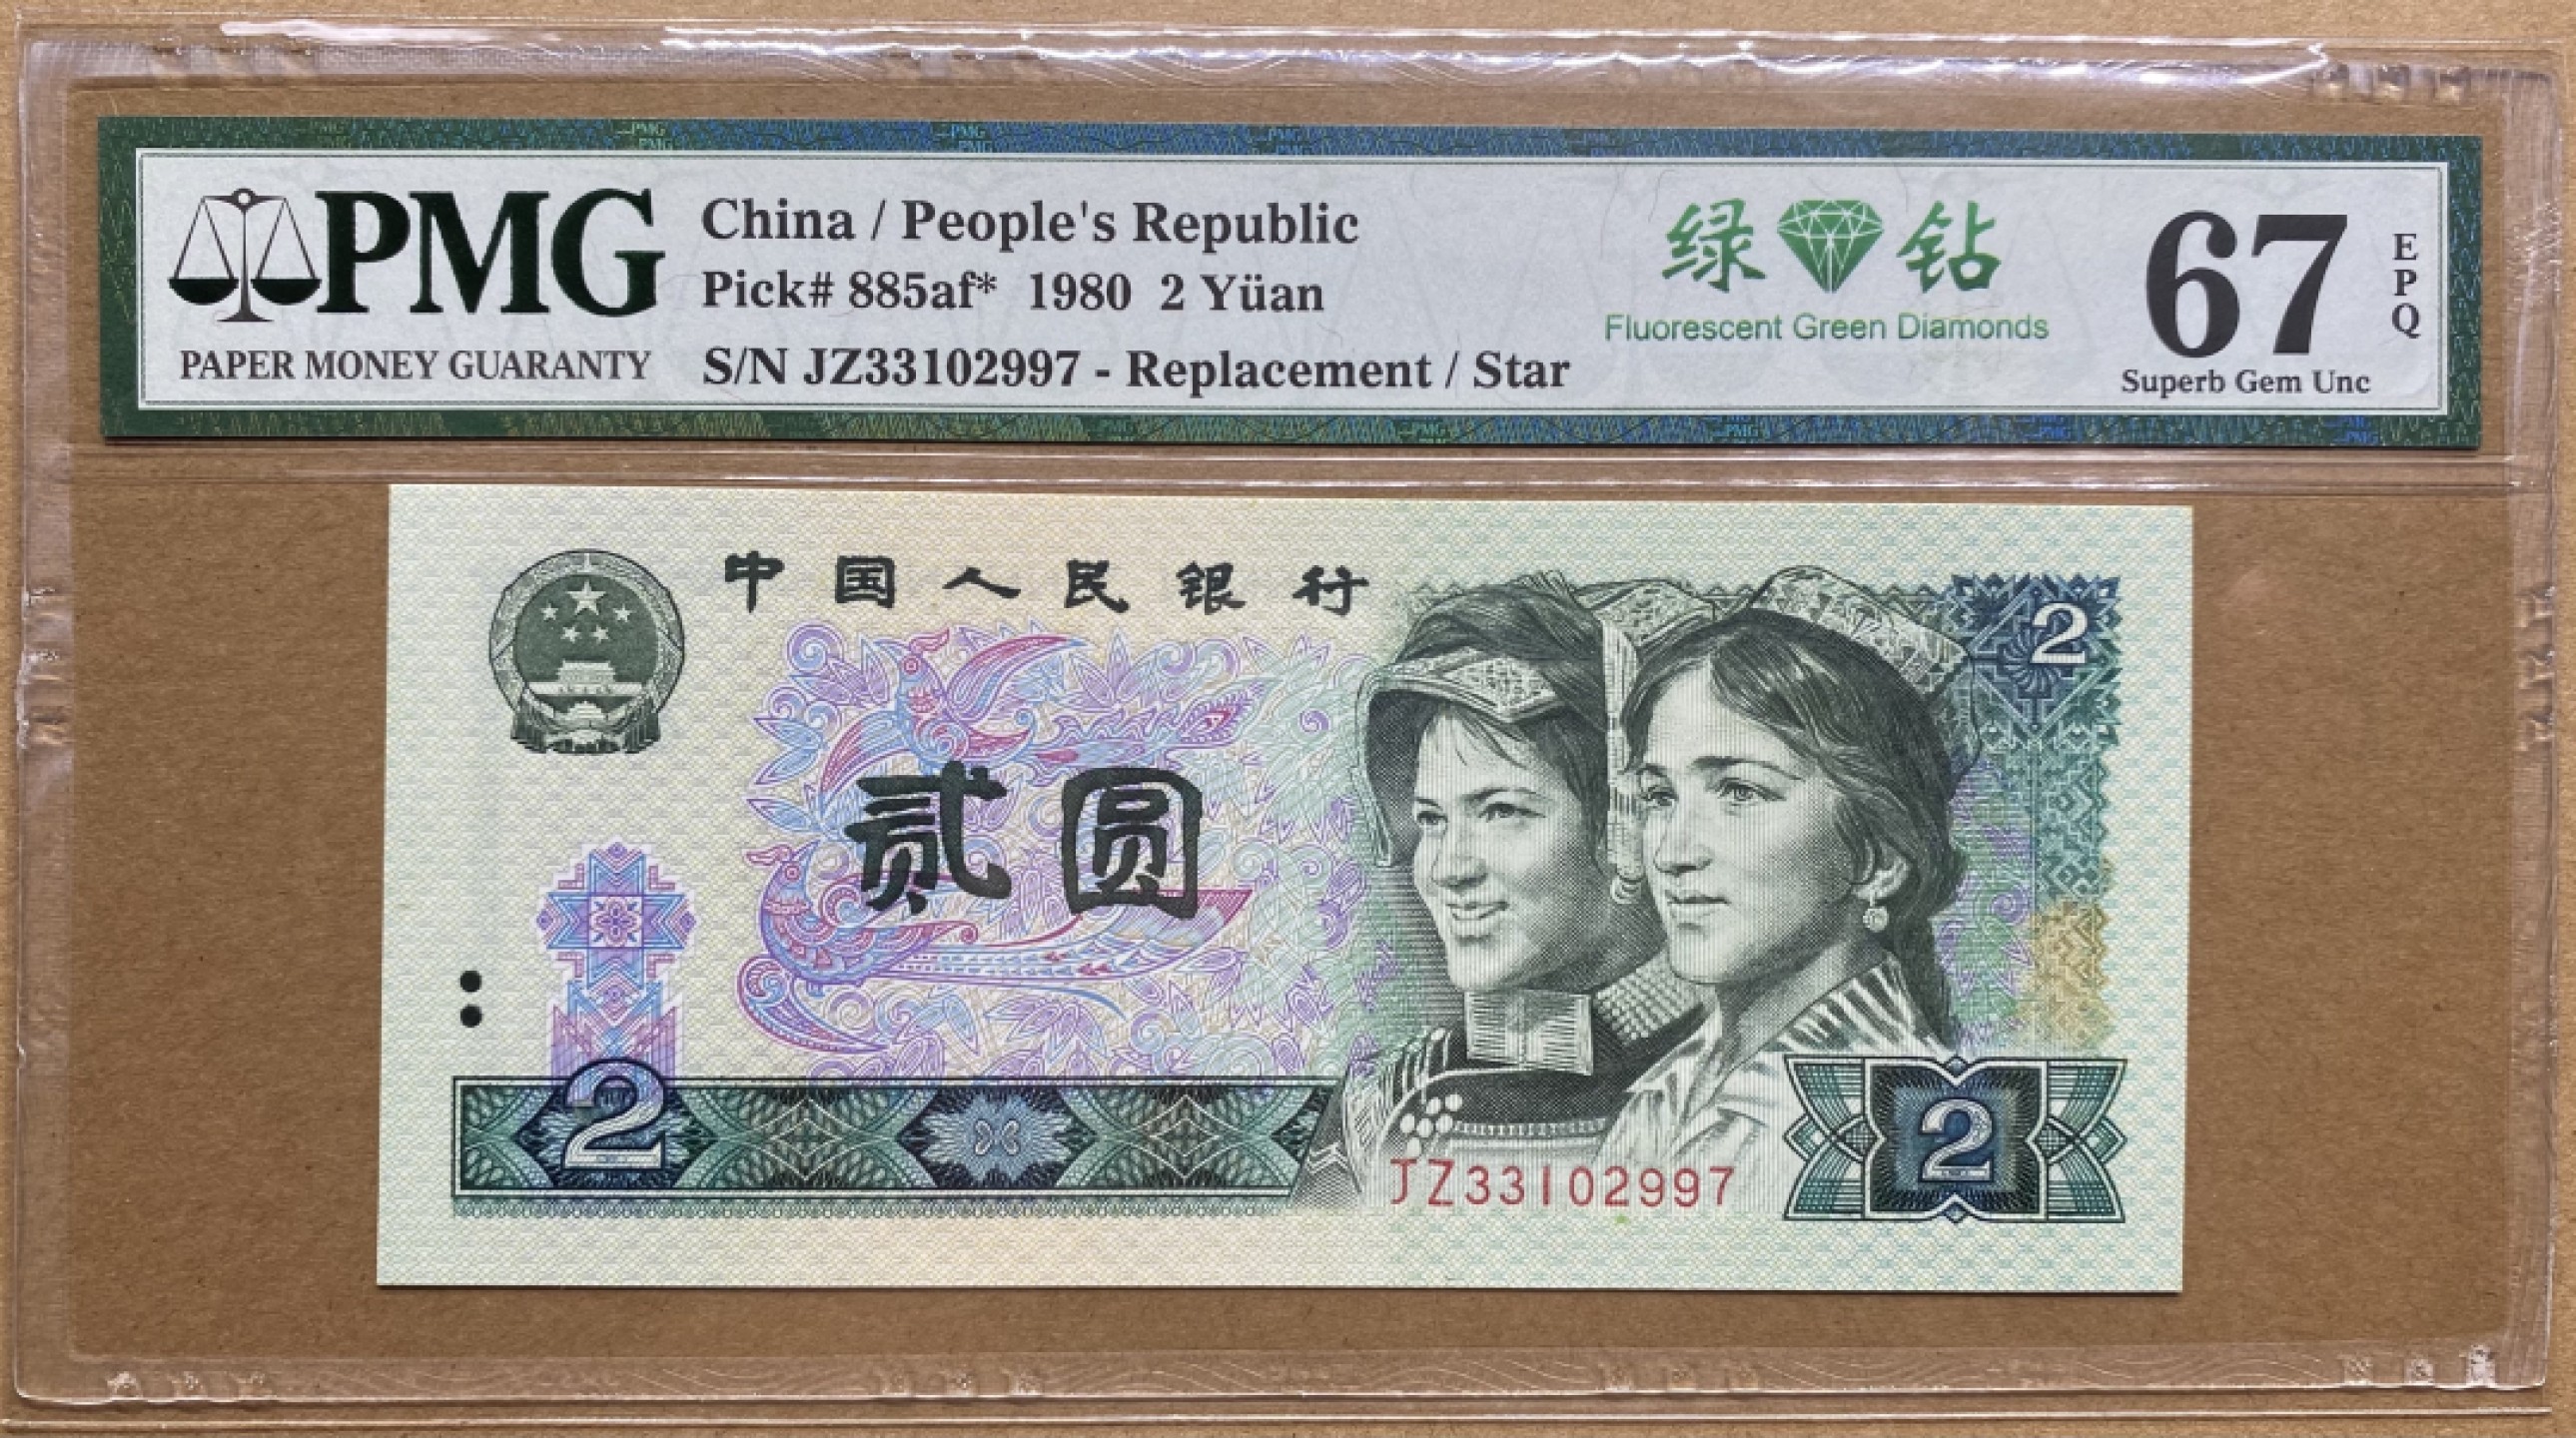 PMG
PAPER MONEY GUARANTY
China / People's Republic
Pick# 885af* 1980 2 Yüan
S/N JZ33102997 - Replacement / Star
绿钻
Fluorescent Green Diamonds
67
EPQ
Superb Gem Unc
中国人民银行
2
贰圆
2
2
JZ33102997